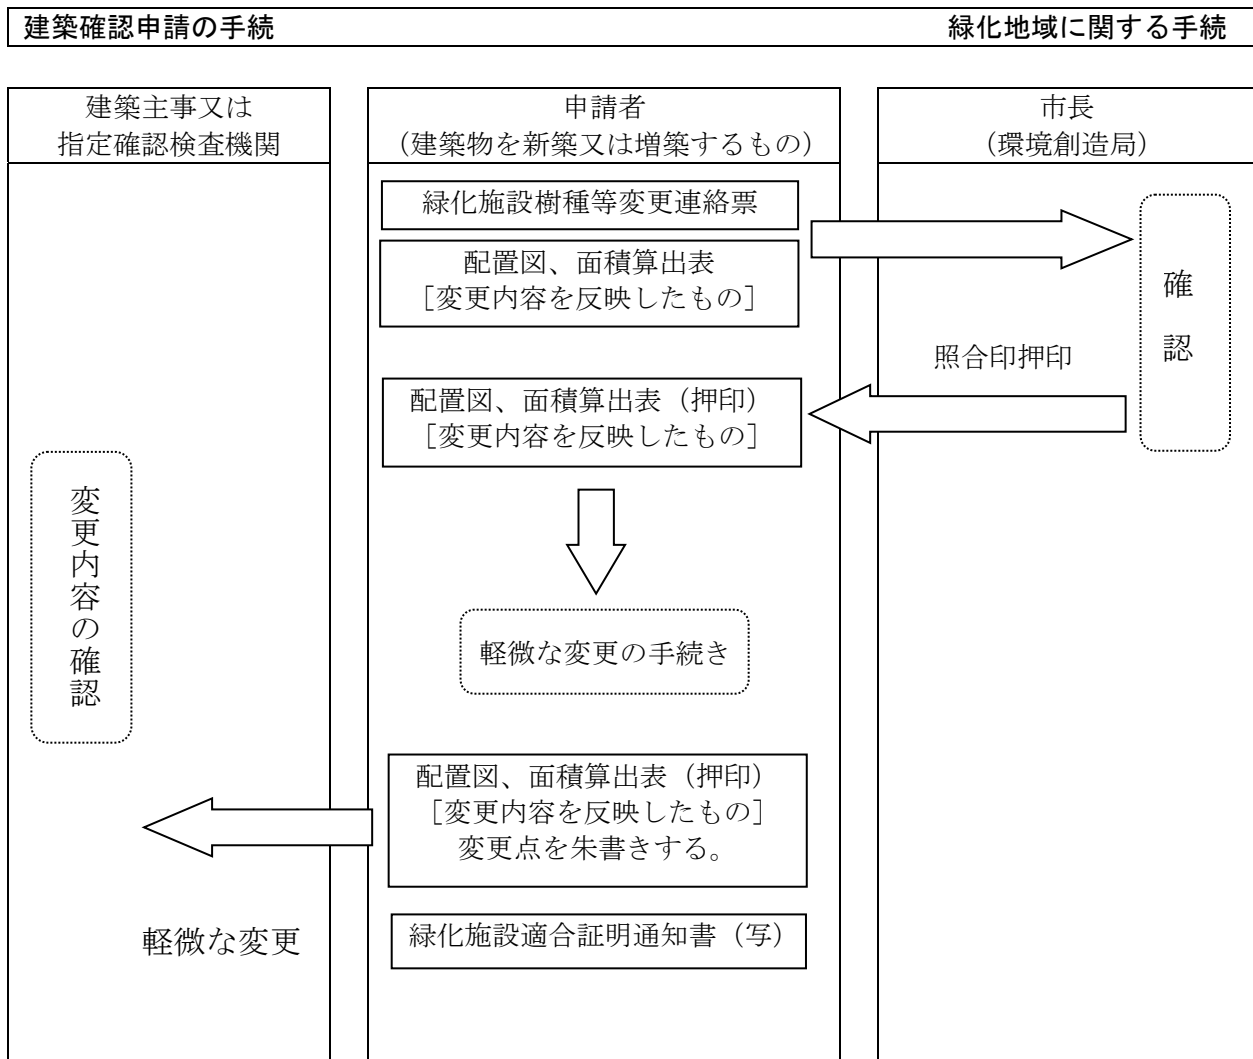 建築確認申請の手続
緑化地域に関する手続
建築主事又は
指定確認検査機関
申請者
（建築物を新築又は増築するもの）
市長
（環境創造局）
緑化施設樹種等変更連絡票
配置図、面積算出表
［変更内容を反映したもの］
確認
照合印押印
配置図、面積算出表（押印）
［変更内容を反映したもの］
変更内容の確認
軽微な変更の手続き
配置図、面積算出表（押印）
［変更内容を反映したもの］
変更点を朱書きする。
軽微な変更
緑化施設適合証明通知書（写）